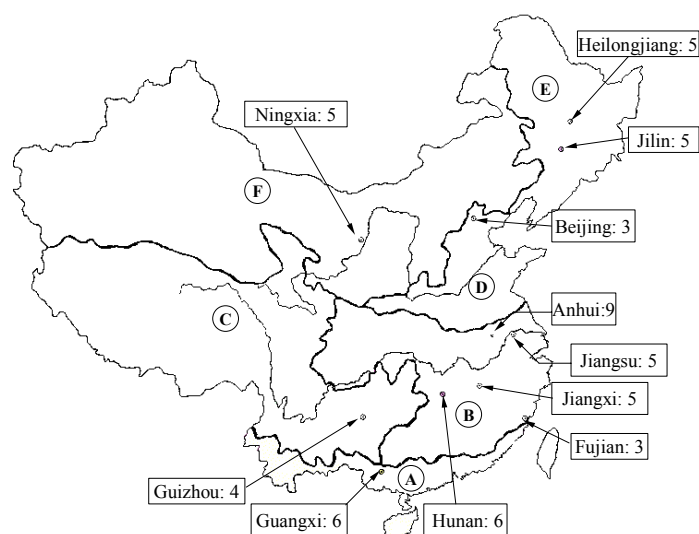 Heilongjiang: 5
E
Ningxia: 5
Jilin: 5
F
Beijing: 3
D
Anhui:9
C
Jiangsu: 5
Jiangxi: 5
B
Fujian: 3
A
Guizhou: 4
Guangxi: 6
Hunan: 6